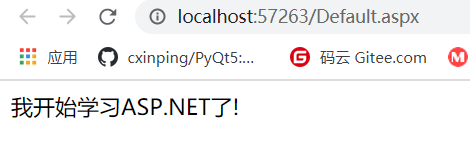 localhost:57263/Default.aspx
应用 cxinping/PyQt5:... 码云 Gitee.com
我开始学习ASP.NET了!